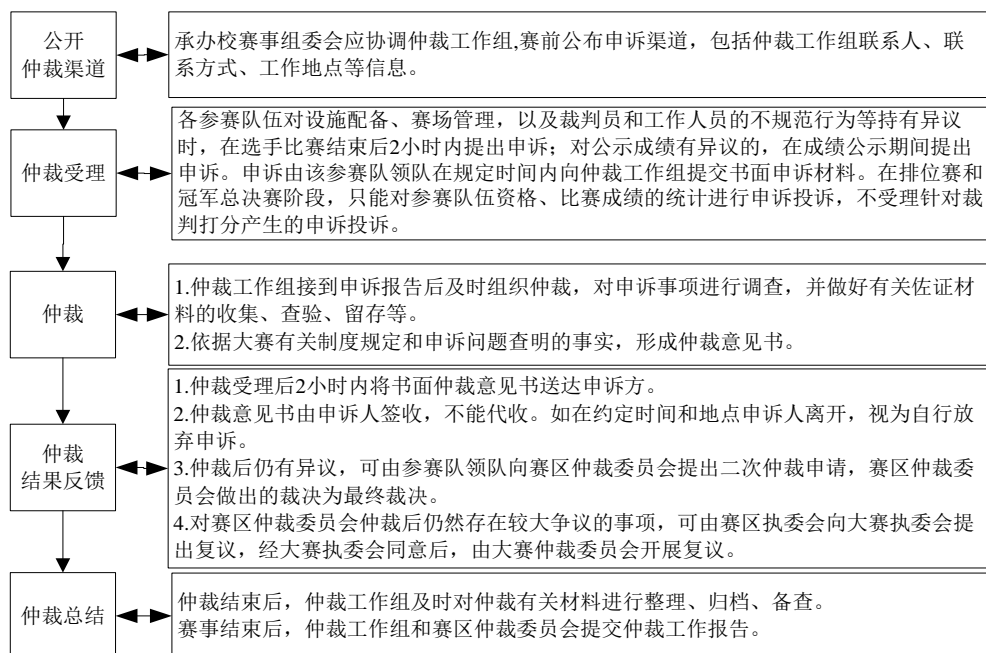 公开
仲裁渠道
承办校赛事组委会应协调仲裁工作组,赛前公布申诉渠道，包括仲裁工作组联系人、联
系方式、工作地点等信息。
仲裁受理
各参赛队伍对设施配备、赛场管理，以及裁判员和工作人员的不规范行为等持有异议
时，在选手比赛结束后2小时内提出申诉；对公示成绩有异议的，在成绩公示期间提出
申诉。申诉由该参赛队领队在规定时间内向仲裁工作组提交书面申诉材料。在排位赛和
冠军总决赛阶段，只能对参赛队伍资格、比赛成绩的统计进行申诉投诉，不受理针对裁
判打分产生的申诉投诉。
仲裁
1.仲裁工作组接到申诉报告后及时组织仲裁，对申诉事项进行调查，并做好有关佐证材
料的收集、查验、留存等。
2.依据大赛有关制度规定和申诉问题查明的事实，形成仲裁意见书。
仲裁
结果反馈
1.仲裁受理后2小时内将书面仲裁意见书送达申诉方。
2.仲裁意见书由申诉人签收，不能代收。如在约定时间和地点申诉人离开，视为自行放
弃申诉。
3.仲裁后仍有异议，可由参赛队领队向赛区仲裁委员会提出二次仲裁申请，赛区仲裁委
员会做出的裁决为最终裁决。
4.对赛区仲裁委员会仲裁后仍然存在较大争议的事项，可由赛区执委会向大赛执委会提
出复议，经大赛执委会同意后，由大赛仲裁委员会开展复议。
仲裁总结
仲裁结束后，仲裁工作组及时对仲裁有关材料进行整理、归档、备查。
赛事结束后，仲裁工作组和赛区仲裁委员会提交仲裁工作报告。